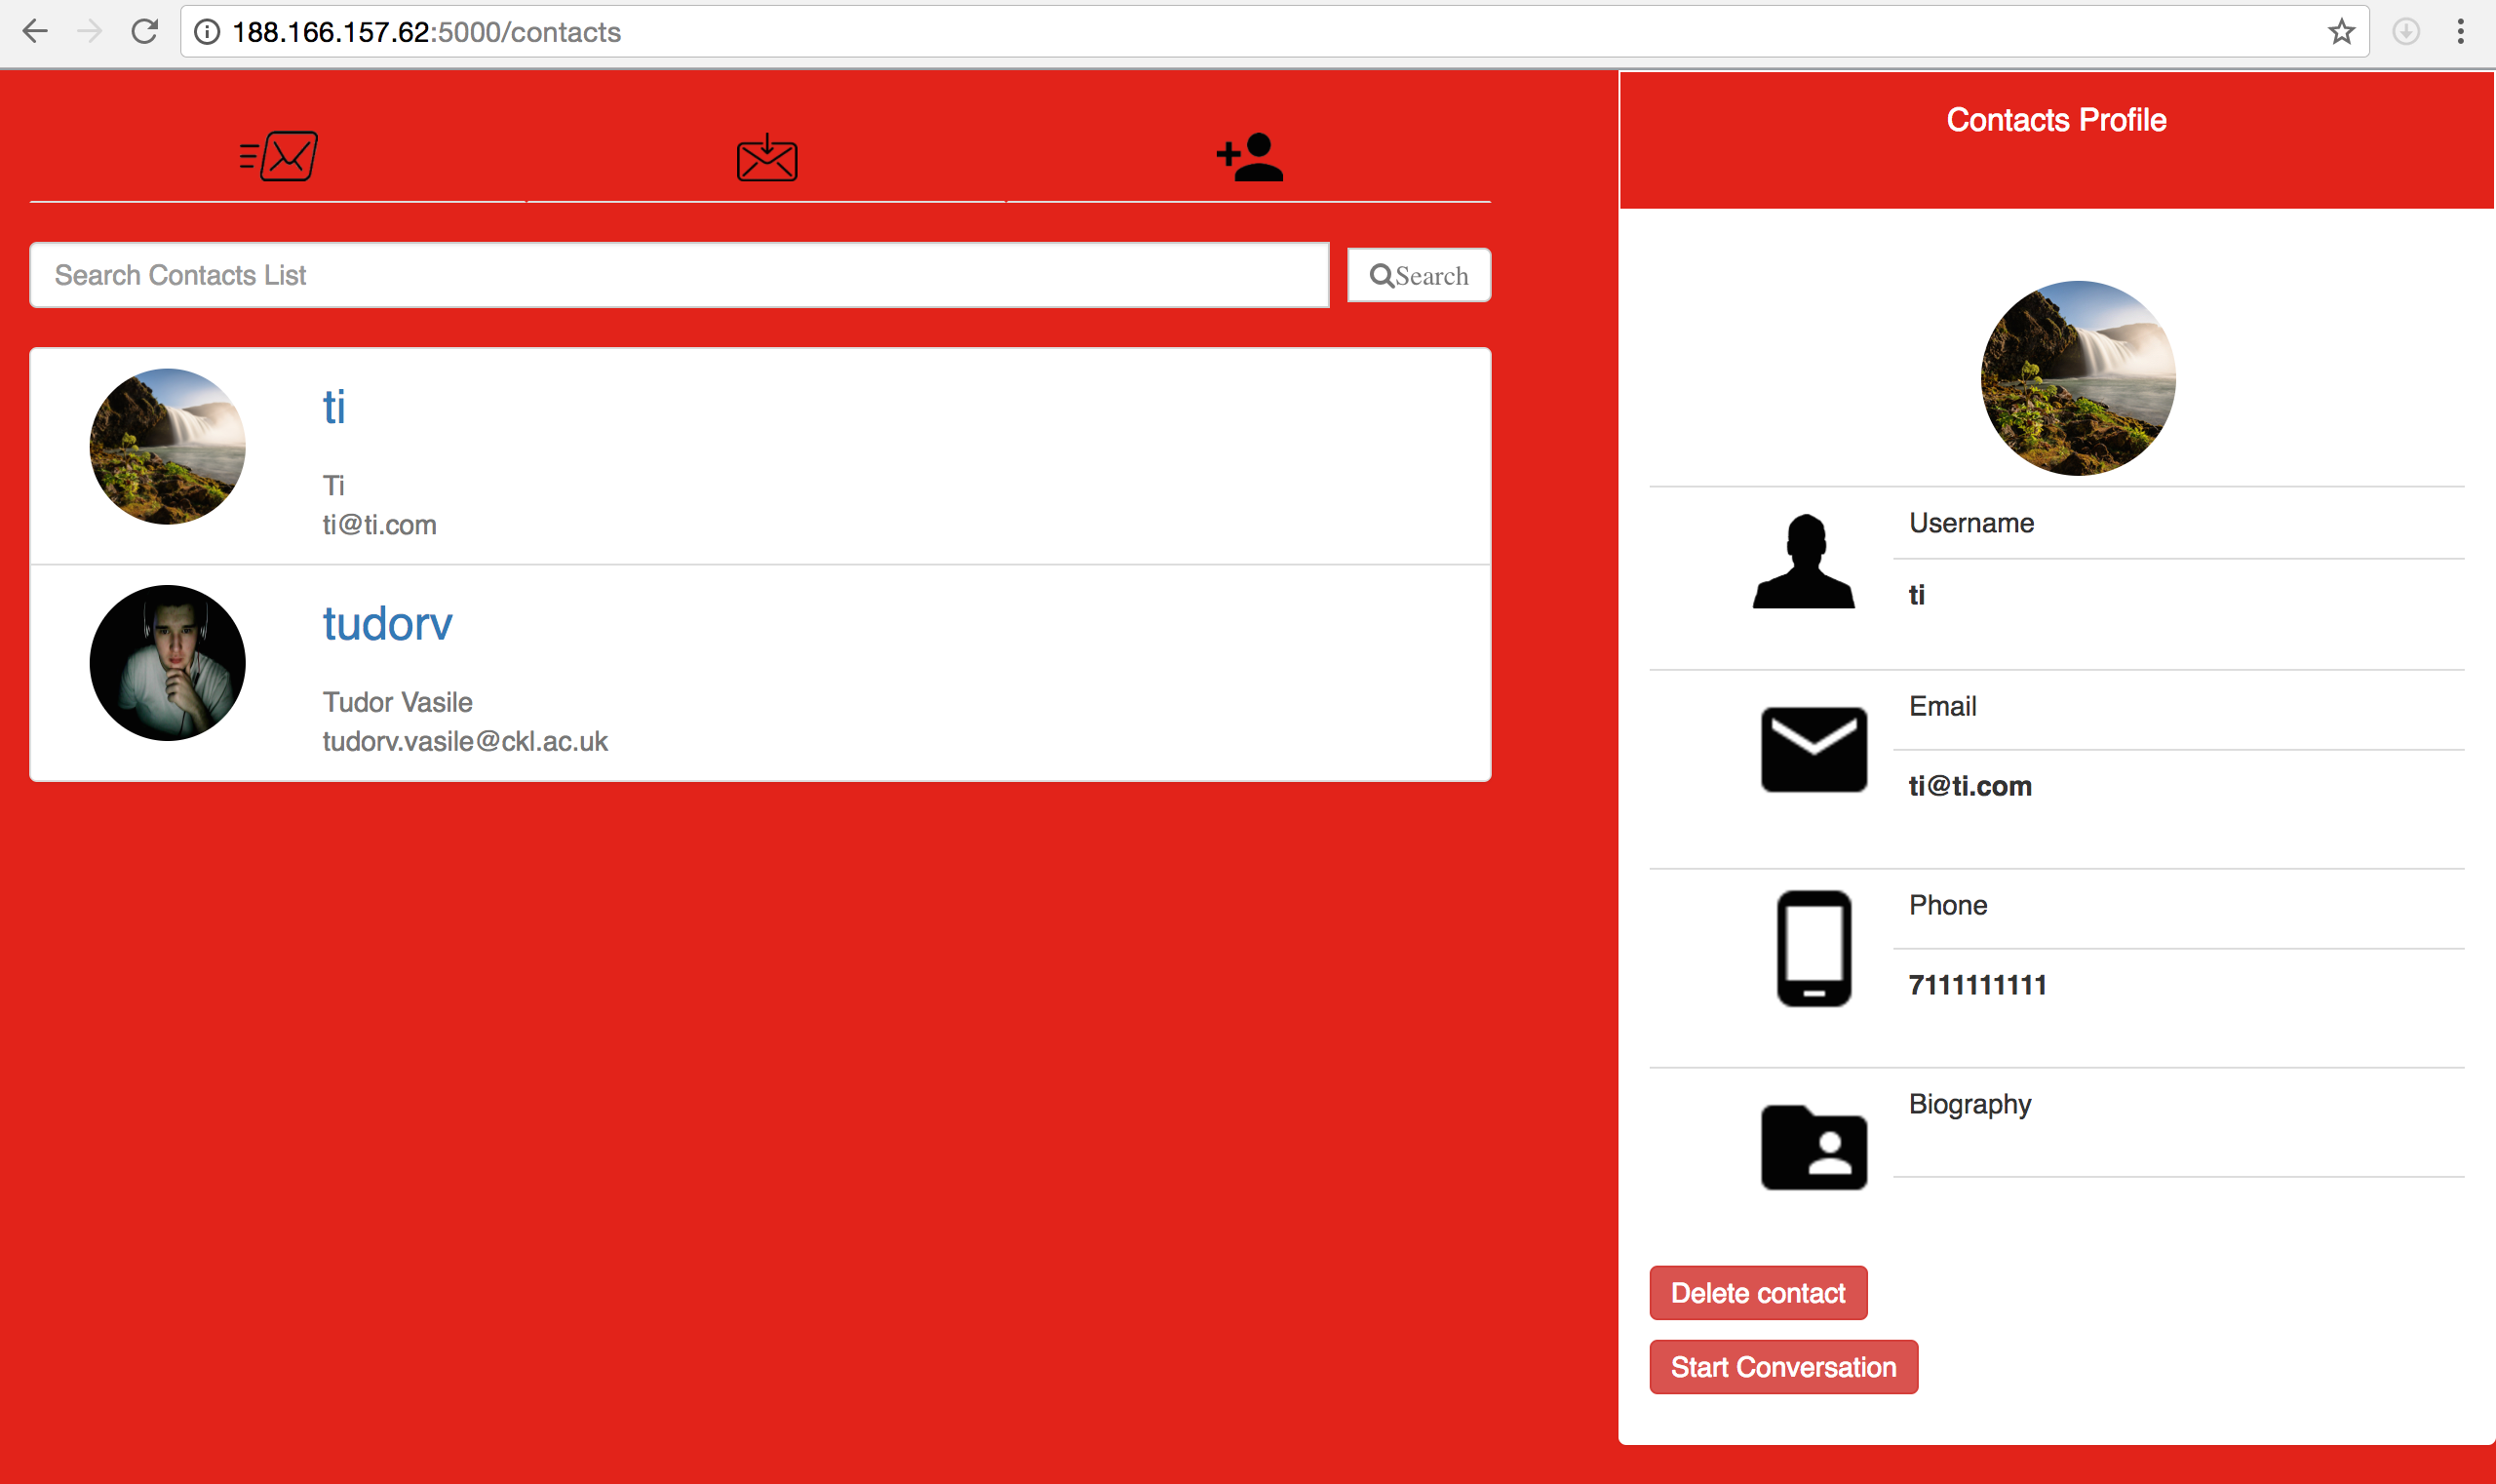 188.166.157.62:5000/contacts
Contacts Profile
Search Contacts List
Search
ti
Ti
ti@ti.com
tudorv
Tudor Vasile
tudorv.vasile@ckl.ac.uk
Username
ti
Email
ti@ti.com
Phone
7111111111
Biography
Delete contact
Start Conversation